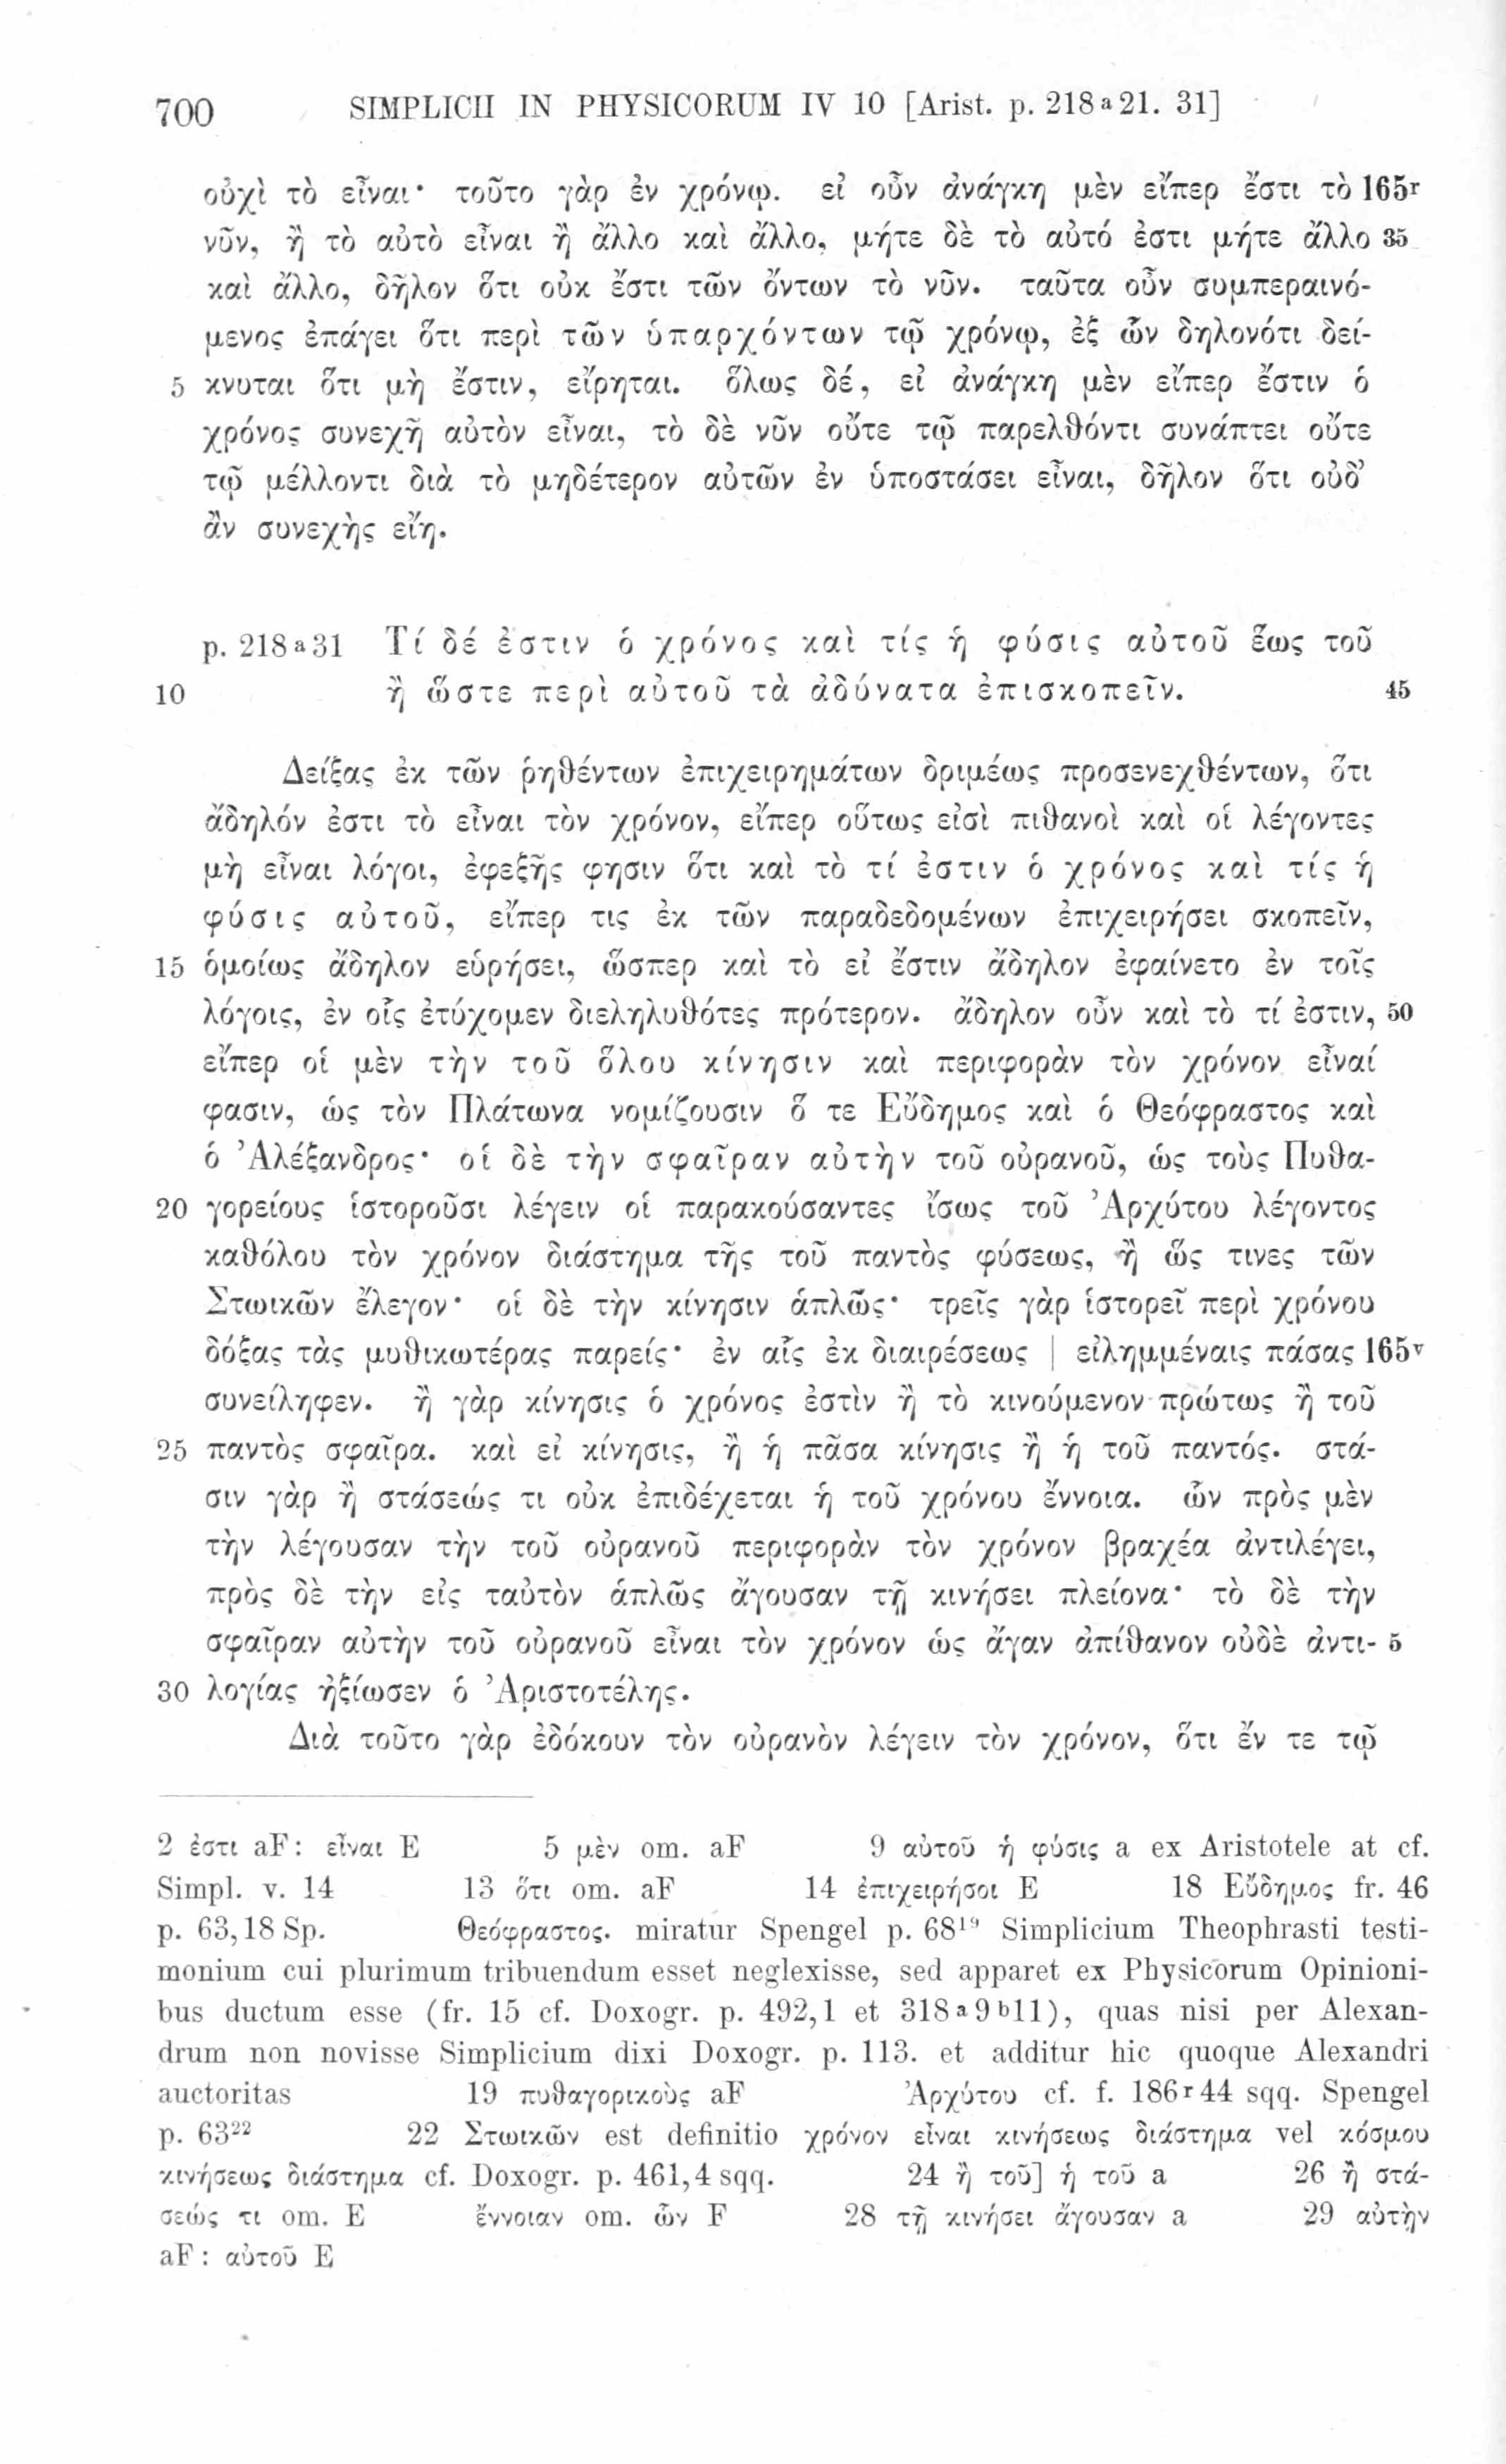 700 SIMPLICII IN PHYSICORUM IV 10 [Arist. p. 218ᵃ21. 31]
οὐχὶ τὸ εἶναι· τοῦτο γὰρ ἐν χρόνῳ. εἰ οὖν ἀνάγκη μὲν εἴπερ ἔστι τὸ 165ʳ
νῦν, ἢ τὸ αὐτὸ εἶναι ἢ ἄλλο καὶ ἄλλο, μήτε δὲ τὸ αὐτό ἐστι μήτε ἄλλο 35
καὶ ἄλλο, δῆλον ὅτι οὐκ ἔστι τῶν ὄντων τὸ νῦν. ταῦτα οὖν συμπεραινό-
μενος ἐπάγει ὅτι περὶ τῶν ὑπαρχόντων τῷ χρόνῳ, ἐξ ὧν δηλονότι δεί-
5 κνυται ὅτι μὴ ἔστιν, εἴρηται. ὅλως δέ, εἰ ἀνάγκη μὲν εἴπερ ἔστιν ὁ
χρόνος συνεχῆ αὐτὸν εἶναι, τὸ δὲ νῦν οὔτε τῷ παρελθόντι συνάπτει οὔτε
τῷ μέλλοντι διὰ τὸ μηδέτερον αὐτῶν ἐν ὑποστάσει εἶναι, δῆλον ὅτι οὐδ’
ἂν συνεχὴς εἴη.
p. 218ᵃ31 Τί δέ ἐστιν ὁ χρόνος καὶ τίς ἡ φύσις αὐτοῦ ἕως τοῦ
10 ἢ ὥστε περὶ αὐτοῦ τὰ ἀδύνατα ἐπισκοπεῖν. 45
Δείξας ἐκ τῶν ῥηθέντων ἐπιχειρημάτων δριμέως προσενεχθέντων, ὅτι
ἄδηλόν ἐστι τὸ εἶναι τὸν χρόνον, εἴπερ οὕτως εἰσὶ πιθανοὶ καὶ οἱ λέγοντες
μὴ εἶναι λόγοι, ἐφεξῆς φησιν ὅτι καὶ τὸ τί ἐστιν ὁ χρόνος καὶ τίς ἡ
φύσις αὐτοῦ, εἴπερ τις ἐκ τῶν παραδεδομένων ἐπιχειρήσει σκοπεῖν,
15 ὁμοίως ἄδηλον εὑρήσει, ὥσπερ καὶ τὸ εἰ ἔστιν ἄδηλον ἐφαίνετο ἐν τοῖς
λόγοις, ἐν οἷς ἐτύχομεν διεληλυθότες πρότερον. ἄδηλον οὖν καὶ τὸ τί ἐστιν, 50
εἴπερ οἱ μὲν τὴν τοῦ ὅλου κίνησιν καὶ περιφορὰν τὸν χρόνον εἶναί
φασιν, ὡς τὸν Πλάτωνα νομίζουσιν ὅ τε Εὔδημος καὶ ὁ Θεόφραστος καὶ
ὁ Ἀλέξανδρος· οἱ δὲ τὴν σφαῖραν αὐτὴν τοῦ οὐρανοῦ, ὡς τοὺς Πυθα-
20 γορείους ἱστοροῦσι λέγειν οἱ παρακούσαντες ἴσως τοῦ Ἀρχύτου λέγοντος
καθόλου τὸν χρόνον διάστημα τῆς τοῦ παντὸς φύσεως, ἢ ὥς τινες τῶν
Στωικῶν ἔλεγον· οἱ δὲ τὴν κίνησιν ἁπλῶς· τρεῖς γὰρ ἱστορεῖ περὶ χρόνου
δόξας τὰς μυθικωτέρας παρείς· ἐν αἷς ἐκ διαιρέσεως | εἰλημμέναις πάσας 165ᵛ
συνείληφεν. ἢ γὰρ κίνησις ὁ χρόνος ἐστὶν ἢ τὸ κινούμενον πρώτως ἢ τοῦ
25 παντὸς σφαῖρα. καὶ εἰ κίνησις, ἢ ἡ πᾶσα κίνησις ἢ ἡ τοῦ παντός. στά-
σιν γὰρ ἢ στάσεώς τι οὐκ ἐπιδέχεται ἡ τοῦ χρόνου ἔννοια. ὧν πρὸς μὲν
τὴν λέγουσαν τὴν τοῦ οὐρανοῦ περιφορὰν τὸν χρόνον βραχέα ἀντιλέγει,
πρὸς δὲ τὴν εἰς ταὐτὸν ἁπλῶς ἄγουσαν τῇ κινήσει πλείονα· τὸ δὲ τὴν
σφαῖραν αὐτὴν τοῦ οὐρανοῦ εἶναι τὸν χρόνον ὡς ἄγαν ἀπίθανον οὐδὲ ἀντι- 5
30 λογίας ἠξίωσεν ὁ Ἀριστοτέλης.
Διὰ τοῦτο γὰρ ἐδόκουν τὸν οὐρανὸν λέγειν τὸν χρόνον, ὅτι ἔν τε τῷ
2 ἐστι aF: εἶναι E 5 μὲν om. aF 9 αὐτοῦ ἡ φύσις a ex Aristotele at cf.
Simpl. v. 14 13 ὅτι om. aF 14 ἐπιχειρήσοι E 18 Εὔδημος fr. 46
p. 63,18 Sp. Θεόφραστος. miratur Spengel p. 68¹⁹ Simplicium Theophrasti testi-
monium cui plurimum tribuendum esset neglexisse, sed apparet ex Physicorum Opinioni-
bus ductum esse (fr. 15 cf. Doxogr. p. 492,1 et 318ᵃ9ᵇ11), quas nisi per Alexan-
drum non novisse Simplicium dixi Doxogr. p. 113. et additur hic quoque Alexandri
auctoritas 19 πυθαγορικοὺς aF Ἀρχύτου cf. f. 186ʳ44 sqq. Spengel
p. 63²² 22 Στωικῶν est definitio χρόνον εἶναι κινήσεως διάστημα vel κόσμου
κινήσεως διάστημα cf. Doxogr. p. 461,4 sqq. 24 ἢ τοῦ] ἡ τοῦ a 26 ἢ στά-
σεώς τι om. E ἔννοιαν om. ὧν F 28 τῇ κινήσει ἄγουσαν a 29 αὐτὴν
aF: αὐτοῦ E